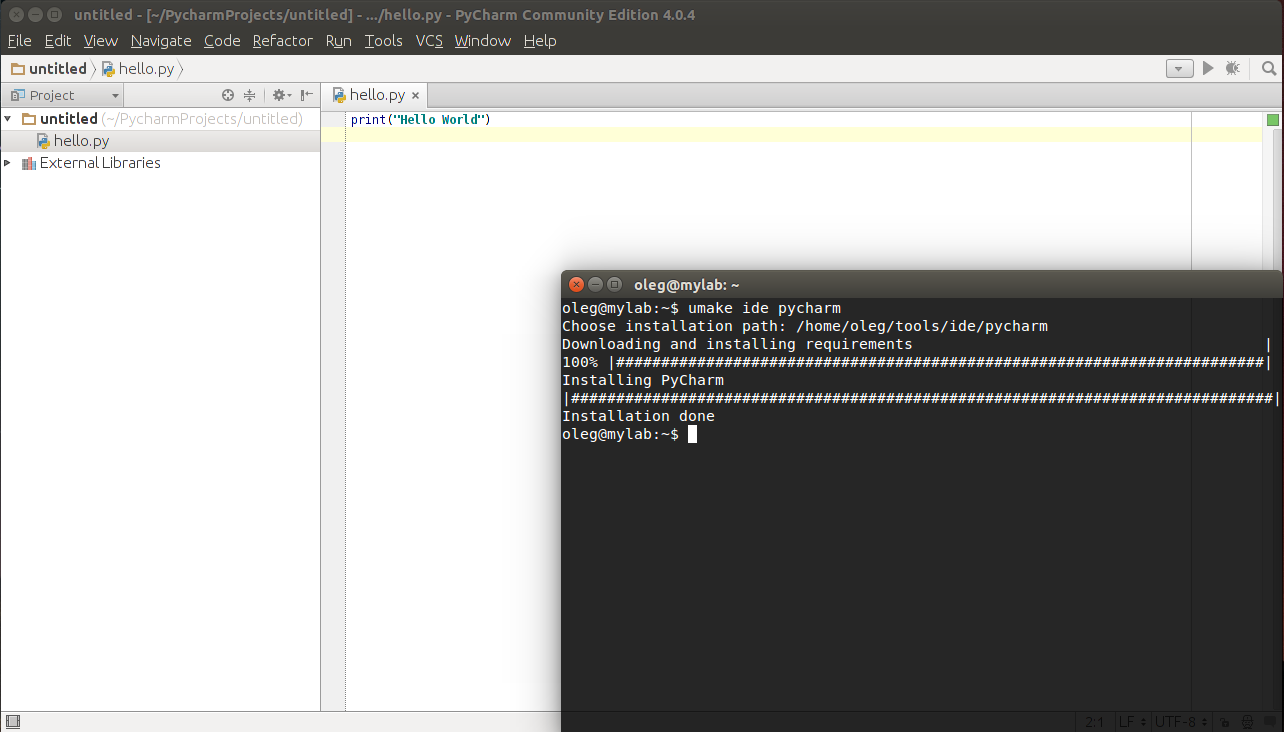 untitled - [~/PycharmProjects/untitled] - .../hello.py - PyCharm Community Edition 4.0.4
File Edit View Navigate Code Refactor Run Tools VCS Window Help
untitled hello.py
Project
hello.py
untitled (~/PycharmProjects/untitled)
hello.py
External Libraries
print("Hello World")
oleg@mylab: ~
oleg@mylab:~$ umake ide pycharm
Choose installation path: /home/oleg/tools/ide/pycharm
Downloading and installing requirements |
100% |########################################################################|
Installing PyCharm
|##############################################################################|
Installation done
oleg@mylab:~$
2:1 LF UTF-8